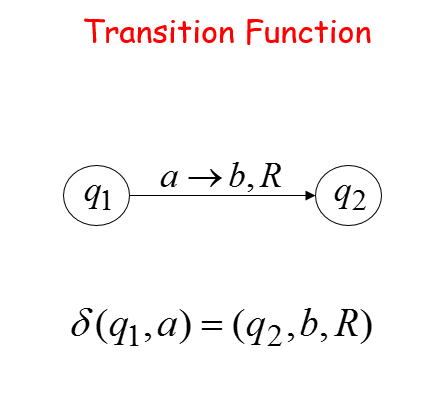 Transition Function
a → b, R
q₁ q₂
δ(q₁, a) = (q₂, b, R)